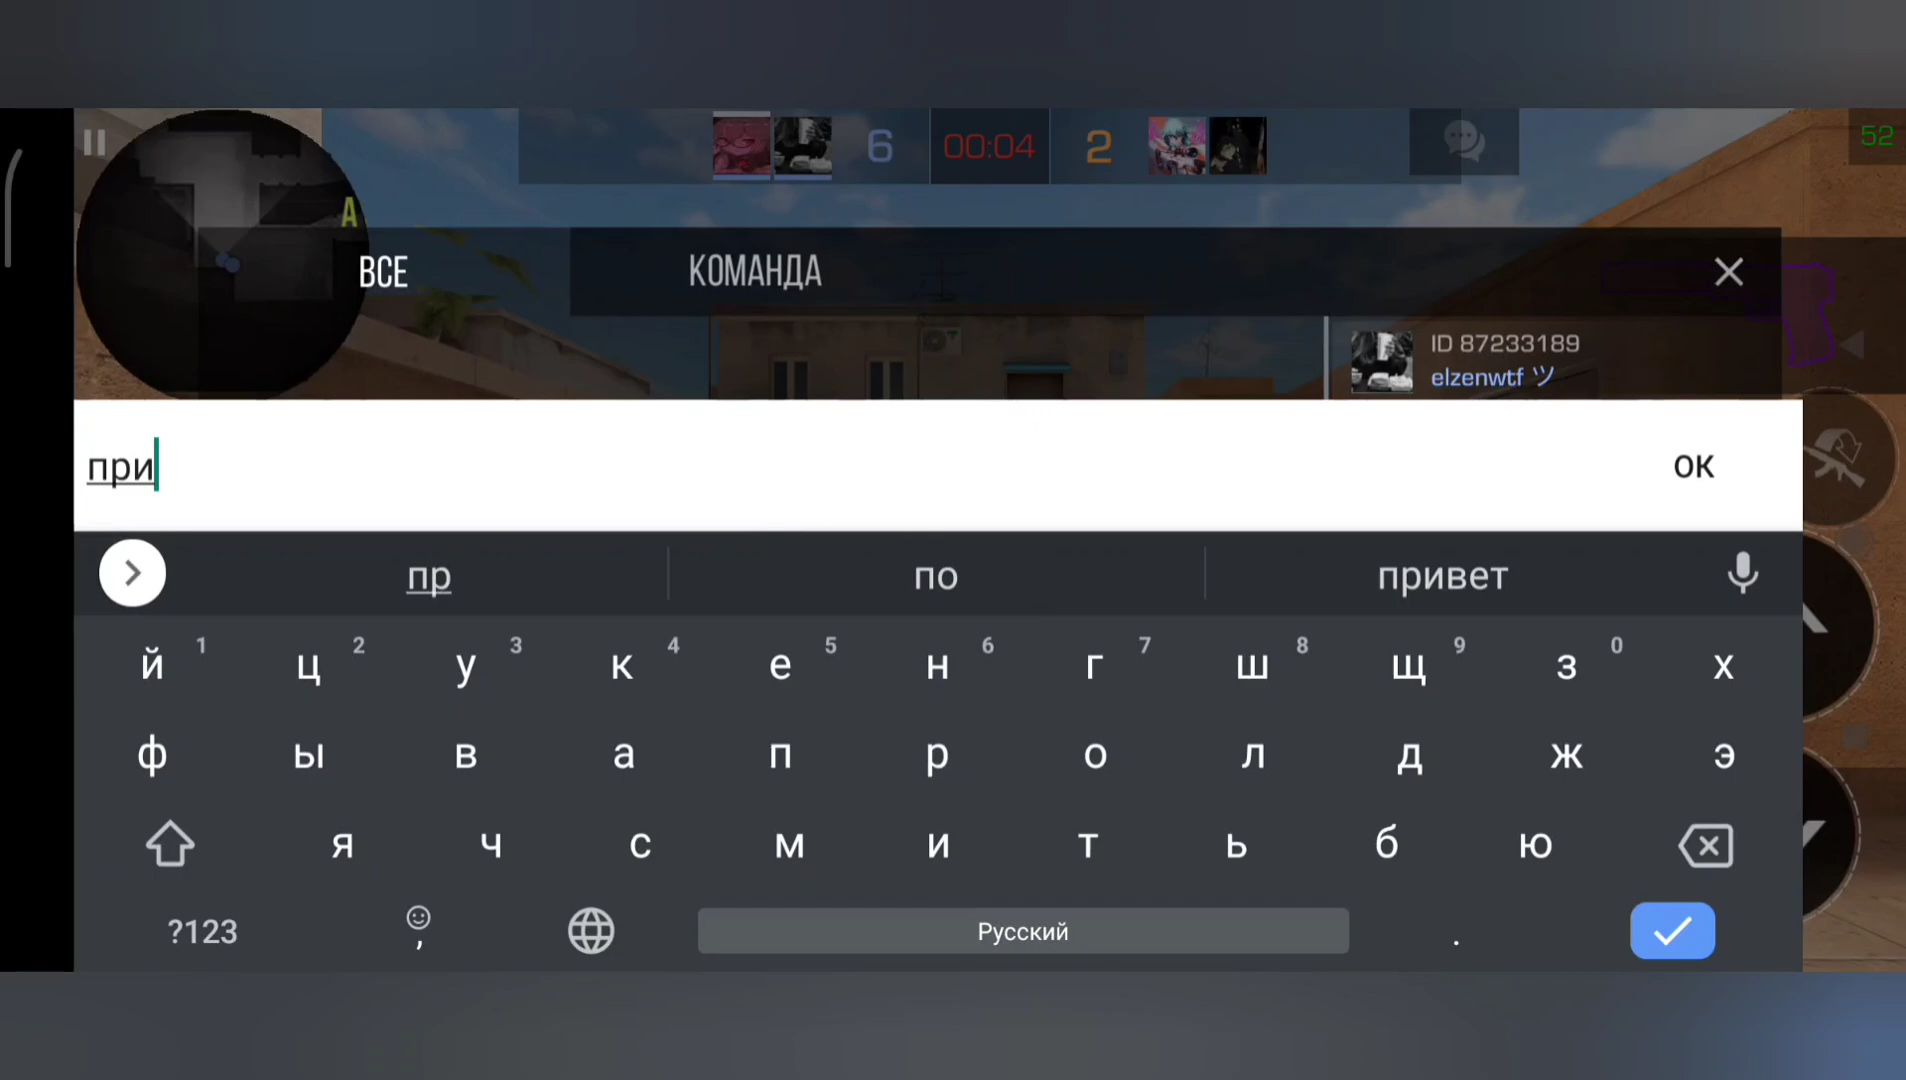 6 00:04 2
52
A
ВСЕ КОМАНДА
ID 87233189
elzenwtf ツ
при
ОК
пр по привет
й 1 ц 2 у 3 к 4 е 5 н 6 г 7 ш 8 щ 9 з 0 х
ф ы в а п р о л д ж э
я ч с м и т ь б ю
?123 , Русский .